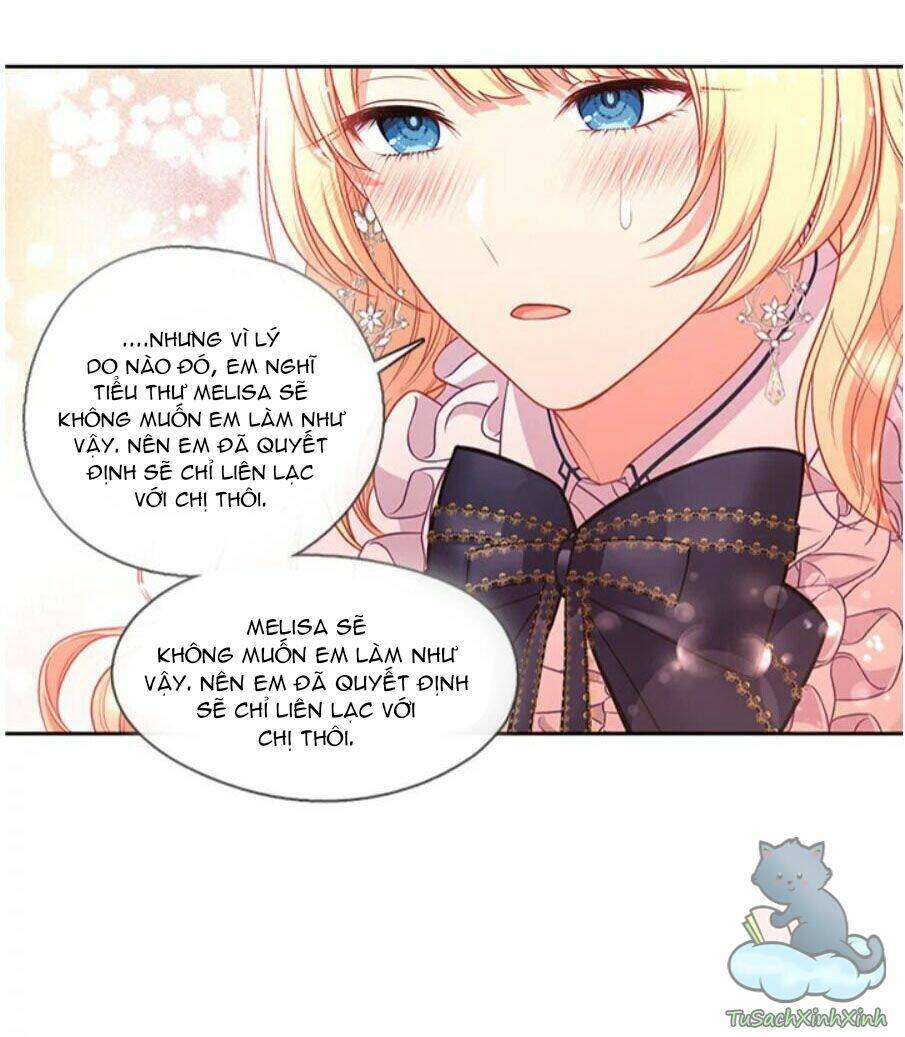 ....NHƯNG VÌ LÝ
DO NÀO ĐÓ, EM NGHĨ
TIỂU THƯ MELISA SẼ
KHÔNG MUỐN EM LÀM NHƯ
VẬY. NÊN EM ĐÃ QUYẾT
ĐỊNH SẼ CHỈ LIÊN LẠC
VỚI CHỊ THÔI.
MELISA SẼ
KHÔNG MUỐN EM LÀM NHƯ
VẬY. NÊN EM ĐÃ QUYẾT ĐỊNH
SẼ CHỈ LIÊN LẠC VỚI
CHỊ THÔI.
TuSachXinhXinh